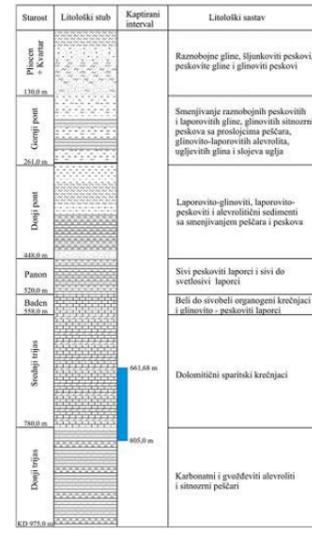 Starost
Litološki stub
Kaptirani
interval
Litološki sastav
Pliocen
+ Kvartar
130,0 m
Raznobojne gline, šljunkoviti peskovi,
peskovite gline i glinoviti peskovi
Gornji pont
261,0 m
Smenjivanje raznobojnih peskovitih
i laporovitih gline, glinovitih sitnozrni
peskova sa proslojcima peščara,
glinovito-laporovitih alevrolita,
ugljevitih glina i slojeva uglja
Donji pont
448,0 m
Laporovito-glinoviti, laporovito-
peskoviti i alevrolitični sedimenti
sa smenjivanjem peščara i peskova
Panon
520,0 m
Sivi peskoviti laporci i sivi do
svetlosivi laporci
Baden
558,0 m
Beli do sivobeli organogeni krečnjaci
i glinovito - peskoviti laporci
Srednji trijas
780,0 m
661,68 m
Dolomitični sparitski krečnjaci
805,0 m
Donji trijas
KD 975,0 m
Karbonatni i gvožđeviti alevroliti
i sitnozrni peščari